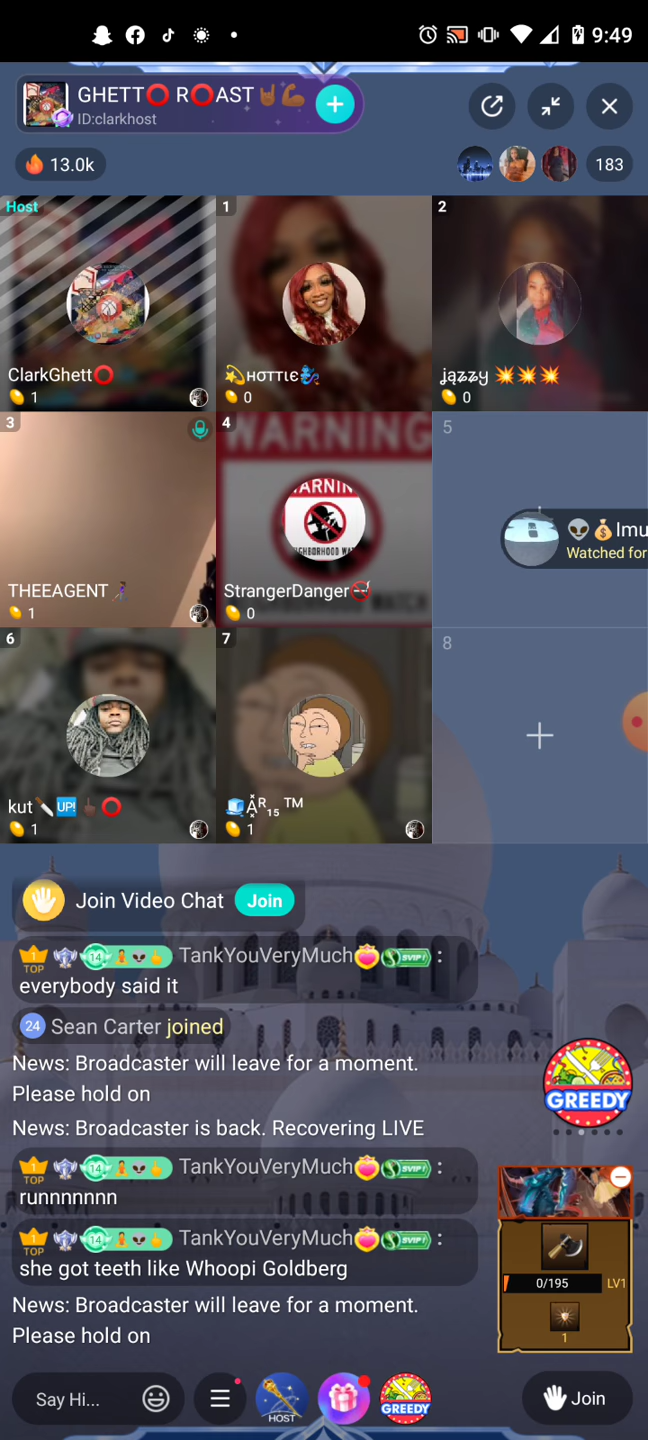 9:49
GHETT⭕ R⭕AST🤘🏾💪🏾
ID:clarkhost
🔥 13.0k
183
Host
ClarkGhett⭕
1
1
💫нσттιє🧞‍♂️
0
2
ʝąʑʑყ 💥💥💥
0
3
THEEAGENT
1
4
WARNING
StrangerDanger🚭
0
5
👽💰Imu
Watched for
6
kut🔪🆙🖕🏿⭕
1
7
🧊ᴿ₁₅ ™
1
8
Join Video Chat Join
TOP 14 TankYouVeryMuch SVIP! :
everybody said it
24 Sean Carter joined
News: Broadcaster will leave for a moment.
Please hold on
News: Broadcaster is back. Recovering LIVE
TOP 14 TankYouVeryMuch SVIP! :
runnnnnnn
TOP 14 TankYouVeryMuch SVIP! :
she got teeth like Whoopi Goldberg
News: Broadcaster will leave for a moment.
Please hold on
GREEDY
0/195 LV1
1
Say Hi...
HOST
GREEDY
Join